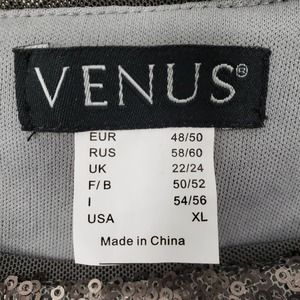 VENUS®
EUR 48/50
RUS 58/60
UK 22/24
F/B 50/52
I 54/56
USA XL
Made in China